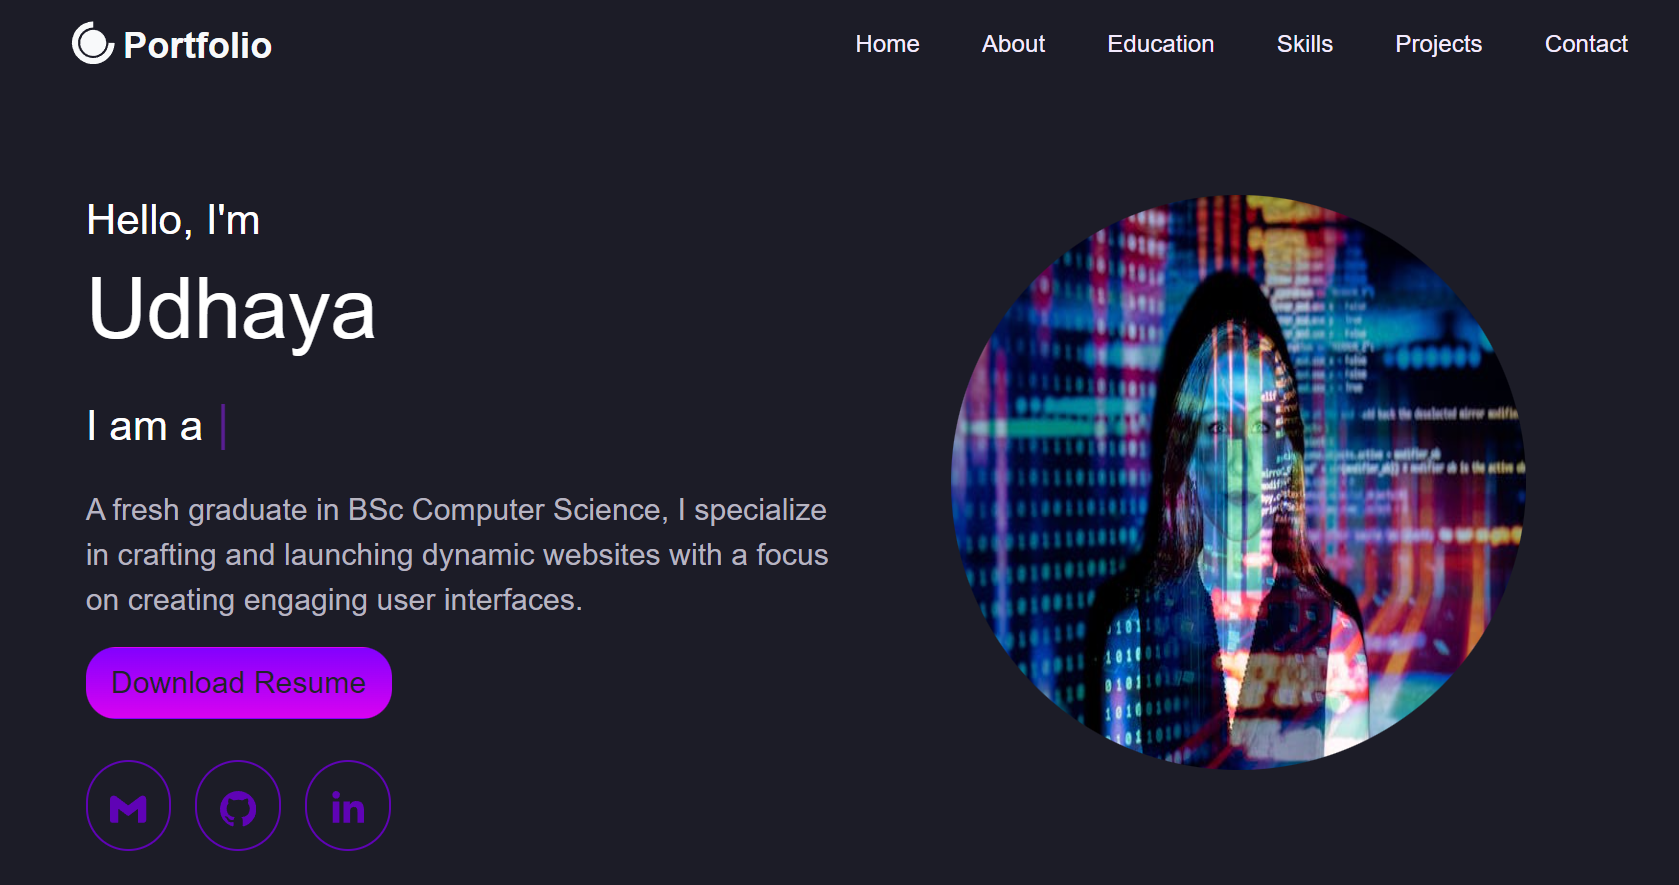 Portfolio
Home About Education Skills Projects Contact
Hello, I'm
Udhaya
I am a
A fresh graduate in BSc Computer Science, I specialize
in crafting and launching dynamic websites with a focus
on creating engaging user interfaces.
Download Resume